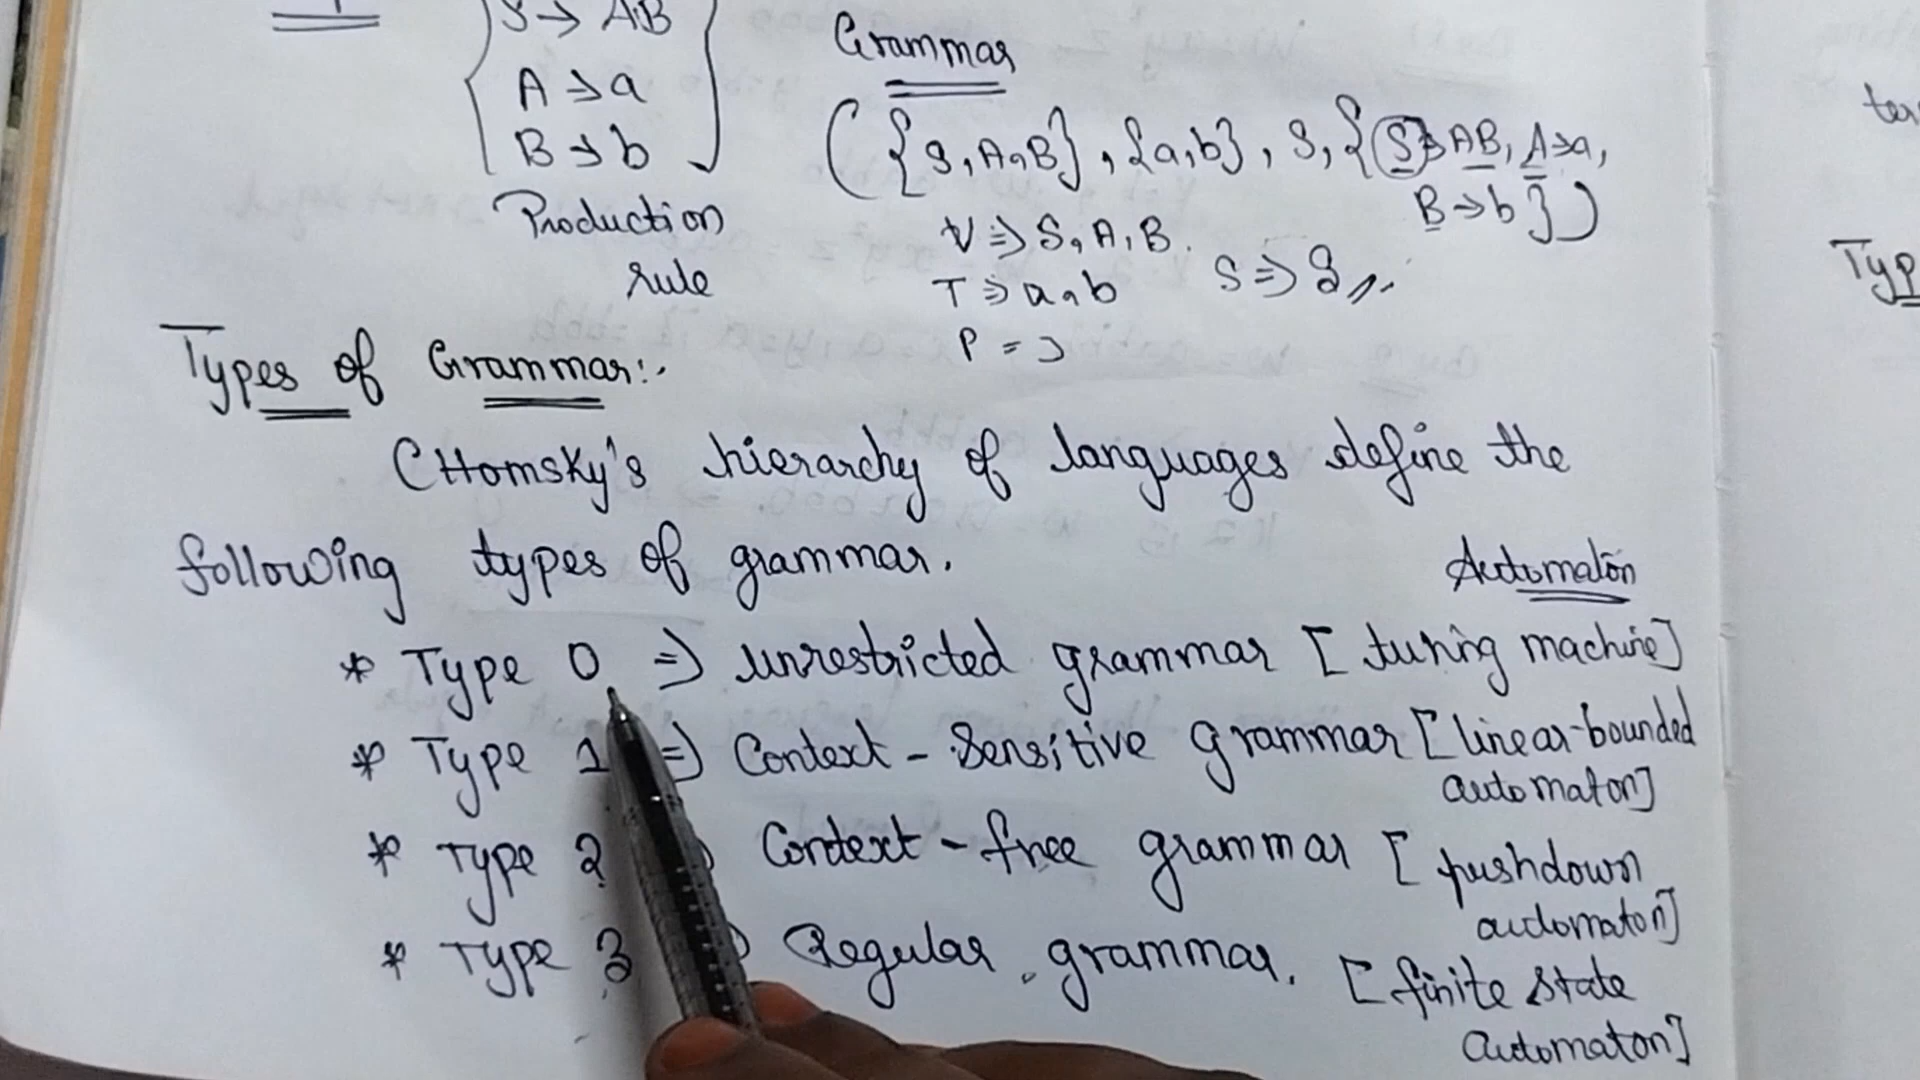 S → AB
A → a
B → b
Production
rule
Grammar
({S, A, B}, {a, b}, S, {S → AB, A → a,
B → b})
V ⇒ S, A, B.
T ⇒ a, b
S ⇒ S
P =
Types of Grammar:
CHomsky's hierarchy of languages define the
following types of grammar.
Automaton
* Type 0 ⇒ unrestricted grammar [turing machine]
* Type 1 ⇒ Context-Sensitive grammar [linear-bounded
automaton]
* Type 2 Context-free grammar [pushdown
automaton]
* Type 3 Regular grammar. [finite state
automaton]
Typ